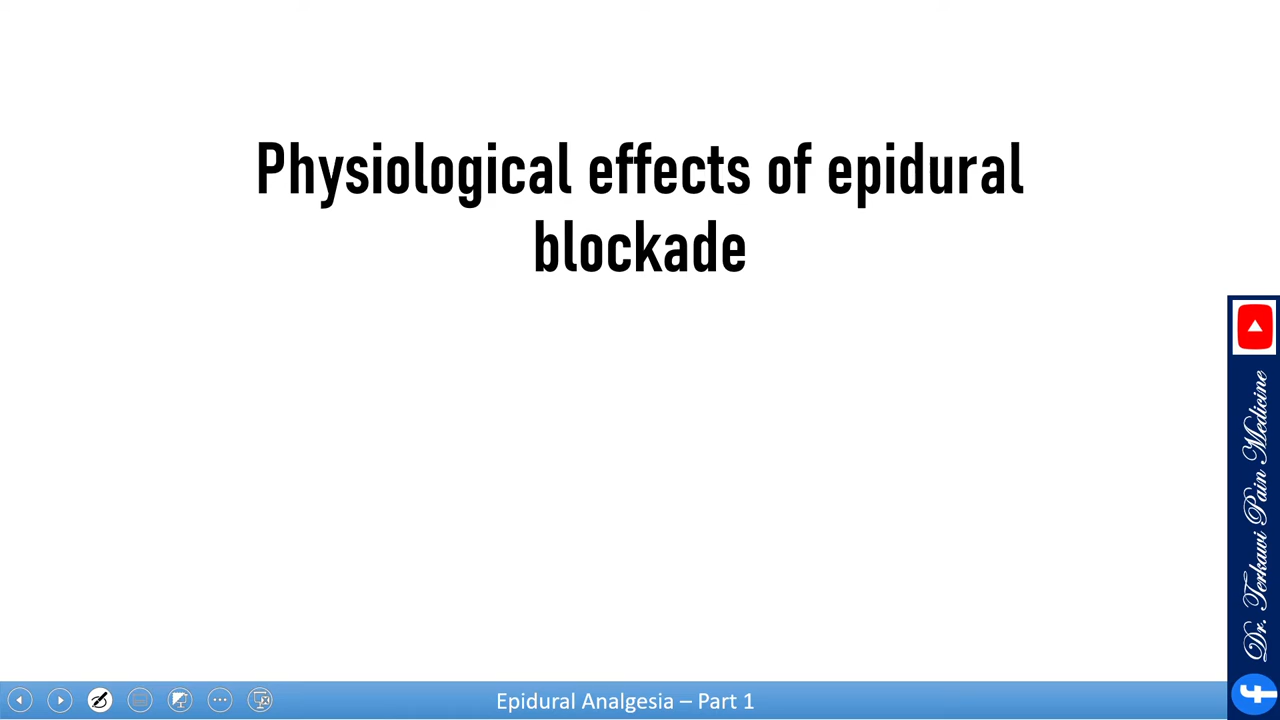 Physiological effects of epidural
blockade
Dr. Terkawi Pain Medicine
Epidural Analgesia – Part 1